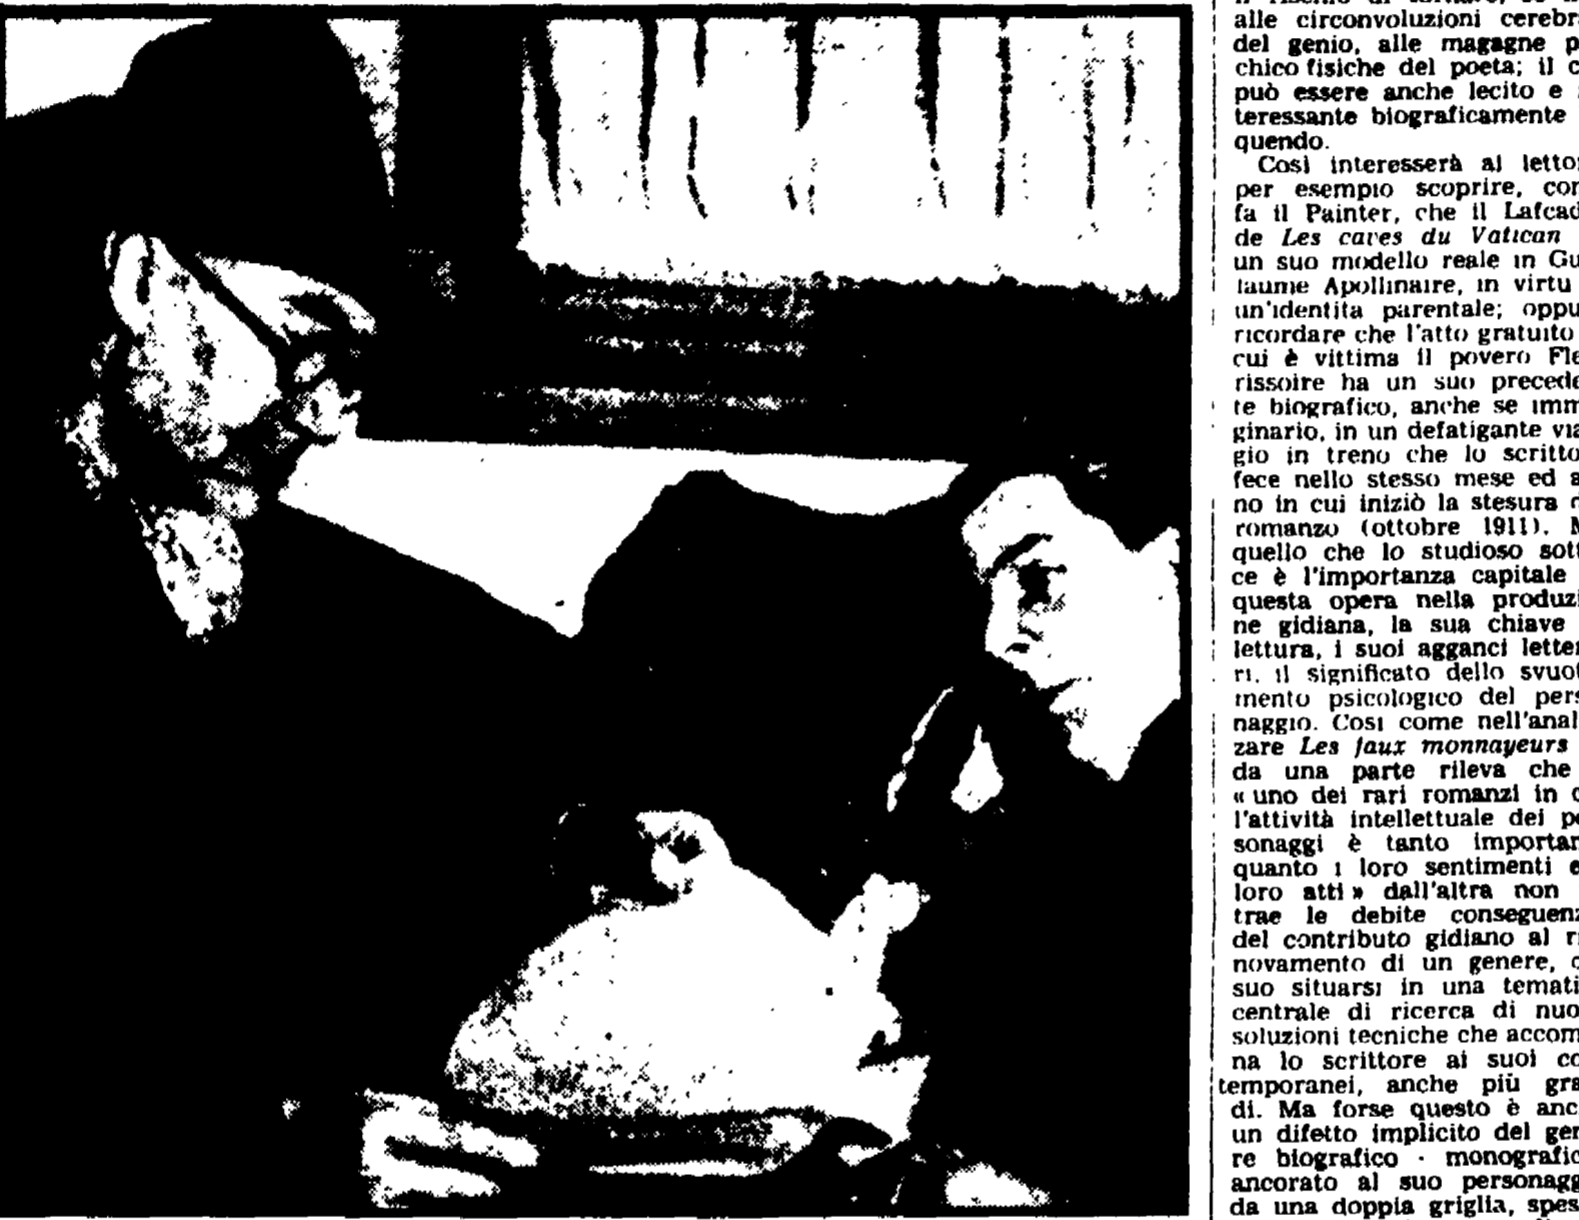 alle circonvoluzioni cerebra
del genio, alle magagne p
chico fisiche del poeta; il c
può essere anche lecito e
teressante biograficamente
quendo.
Così interesserà al letto
per esempio scoprire, con
fa il Painter, che il Lafcad
de Les caves du Vatican
un suo modello reale in Gu
laume Apollinaire, in virtu
un'identita parentale; oppu
ricordare che l'atto gratuito
cui è vittima il povero Fle
rissoire ha un suo precede
te biografico, anche se imm
ginario, in un defatigante via
gio in treno che lo scritto
fece nello stesso mese ed a
no in cui iniziò la stesura d
romanzo (ottobre 1911). M
quello che lo studioso sott
ce è l'importanza capitale
questa opera nella produzi
ne gidiana, la sua chiave
lettura, i suoi agganci letter
ri, il significato dello svuot
mento psicologico del pers
naggio. Così come nell'anal
zare Les faux monnayeurs
da una parte rileva che
« uno dei rari romanzi in c
l'attività intellettuale dei pe
sonaggi è tanto importan
quanto i loro sentimenti e
loro atti » dall'altra non
trae le debite conseguenz
del contributo gidiano al ri
novamento di un genere, c
suo situarsi in una temati
centrale di ricerca di nuo
soluzioni tecniche che accom
na lo scrittore ai suoi co
temporanei, anche più gra
di. Ma forse questo è anc
un difetto implicito del gen
re biografico - monografic
ancorato al suo personagg
da una doppia griglia, spes